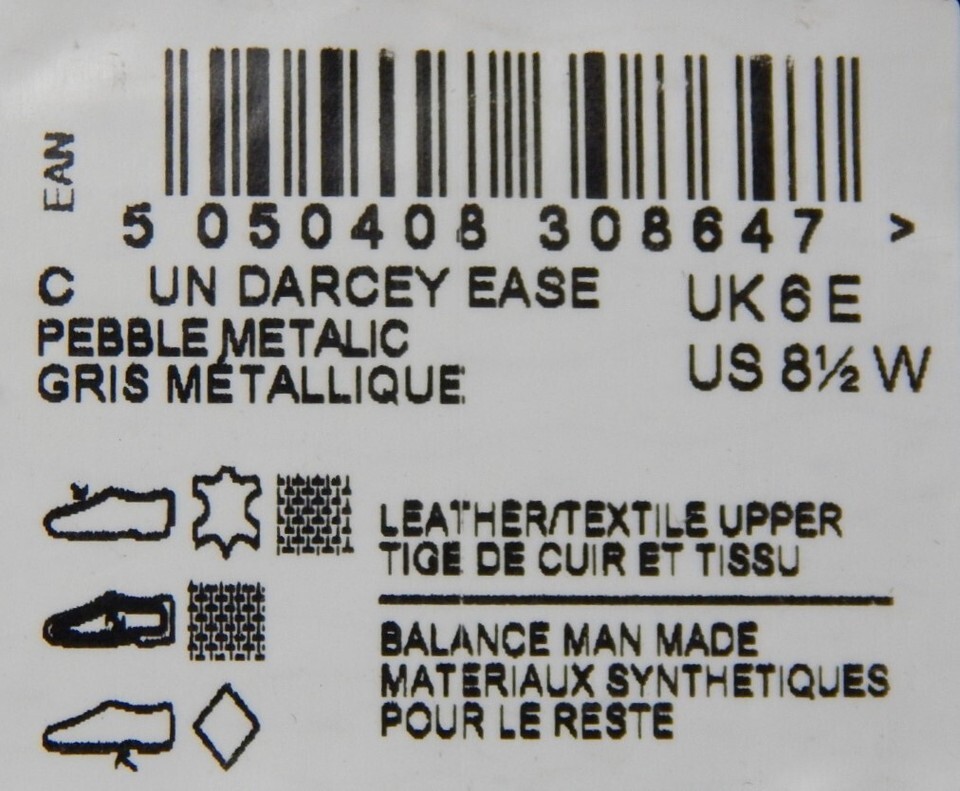 EAN
5 050408 308647 >
C UN DARCEY EASE
UK 6 E
PEBBLE METALIC
US 8½ W
GRIS MÉTALLIQUE
LEATHER/TEXTILE UPPER
TIGE DE CUIR ET TISSU
BALANCE MAN MADE
MATERIAUX SYNTHETIQUES
POUR LE RESTE